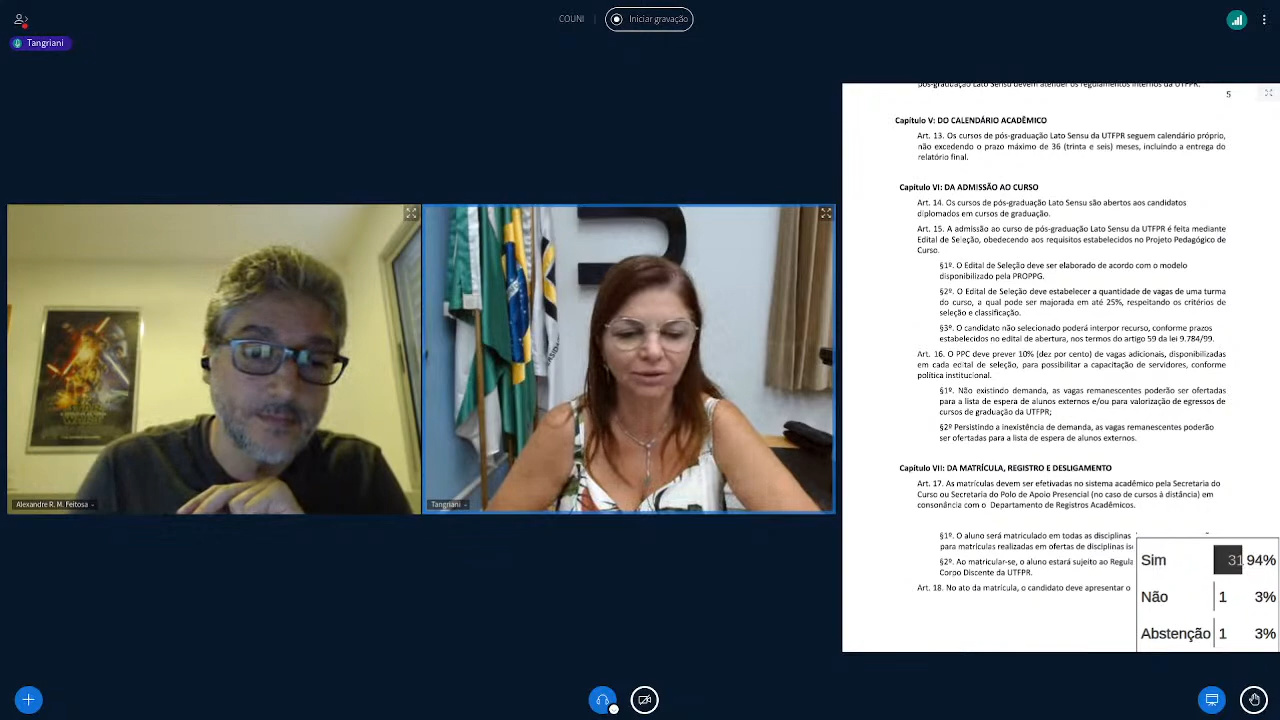 COUNI
Iniciar gravação
Tangriani
5
Capítulo V: DO CALENDÁRIO ACADÊMICO
Art. 13. Os cursos de pós-graduação Lato Sensu da UTFPR seguem calendário próprio,
não excedendo o prazo máximo de 36 (trinta e seis) meses, incluindo a entrega do
relatório final.
Capítulo VI: DA ADMISSÃO AO CURSO
Art. 14. Os cursos de pós-graduação Lato Sensu são abertos aos candidatos
diplomados em cursos de graduação.
Art. 15. A admissão ao curso de pós-graduação Lato Sensu da UTFPR é feita mediante
Edital de Seleção, obedecendo aos requisitos estabelecidos no Projeto Pedagógico de
Curso.
§1º. O Edital de Seleção deve ser elaborado de acordo com o modelo
disponibilizado pela PROPPG.
§2º. O Edital de Seleção deve estabelecer a quantidade de vagas de uma turma
do curso, a qual pode ser majorada em até 25%, respeitando os critérios de
seleção e classificação.
§3º. O candidato não selecionado poderá interpor recurso, conforme prazos
estabelecidos no edital de abertura, nos termos do artigo 59 da lei 9.784/99.
Art. 16. O PPC deve prever 10% (dez por cento) de vagas adicionais, disponibilizadas
em cada edital de seleção, para possibilitar a capacitação de servidores, conforme
política institucional.
§1º. Não existindo demanda, as vagas remanescentes poderão ser ofertadas
para a lista de espera de alunos externos e/ou para valorização de egressos de
cursos de graduação da UTFPR;
§2º Persistindo a inexistência de demanda, as vagas remanescentes poderão
ser ofertadas para a lista de espera de alunos externos.
Capítulo VII: DA MATRÍCULA, REGISTRO E DESLIGAMENTO
Art. 17. As matrículas devem ser efetivadas no sistema acadêmico pela Secretaria do
Curso ou Secretaria do Polo de Apoio Presencial (no caso de cursos à distância) em
consonância com o Departamento de Registros Acadêmicos.
§1º. O aluno será matriculado em todas as disciplinas
para matrículas realizadas em ofertas de disciplinas
§2º. Ao matricular-se, o aluno estará sujeito ao
Corpo Discente da UTFPR.
Art. 18. No ato da matrícula, o candidato deve apresentar o
Sim 31 94%
Não 1 3%
Abstenção 1 3%
Alexandre R. M. Feitosa
Tangriani